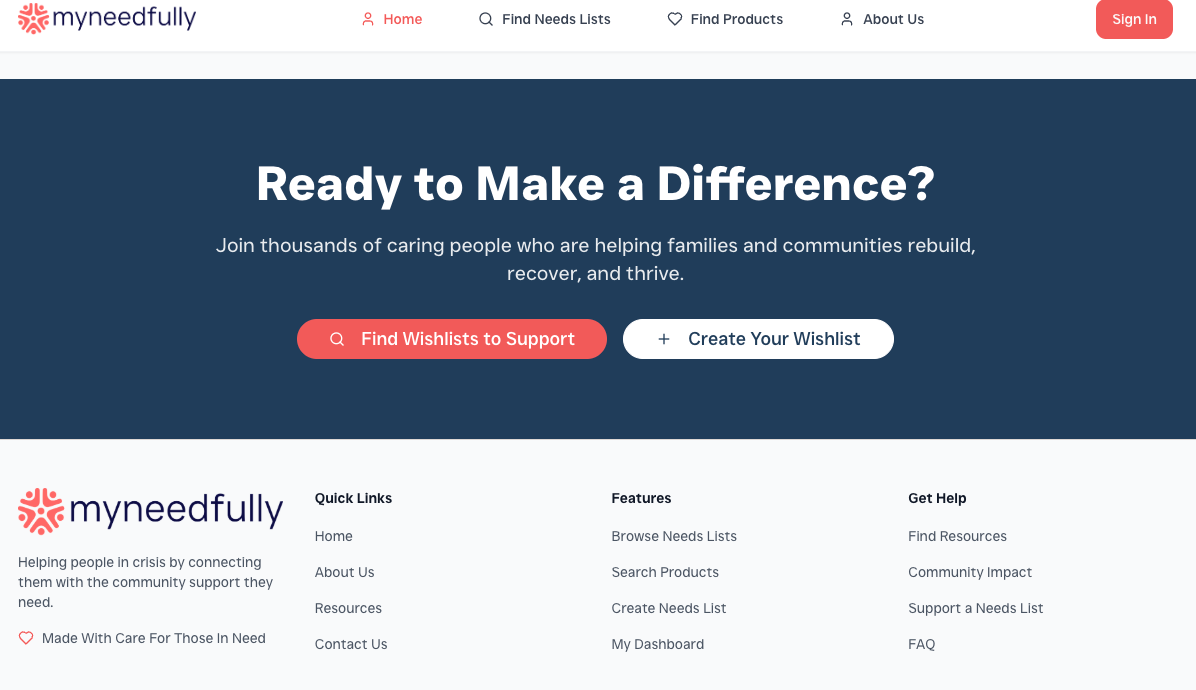 myneedfully
Home
Find Needs Lists
Find Products
About Us
Sign In
Ready to Make a Difference?
Join thousands of caring people who are helping families and communities rebuild,
recover, and thrive.
Find Wishlists to Support
Create Your Wishlist
myneedfully
Helping people in crisis by connecting
them with the community support they
need.
Made With Care For Those In Need
Quick Links
Home
About Us
Resources
Contact Us
Features
Browse Needs Lists
Search Products
Create Needs List
My Dashboard
Get Help
Find Resources
Community Impact
Support a Needs List
FAQ